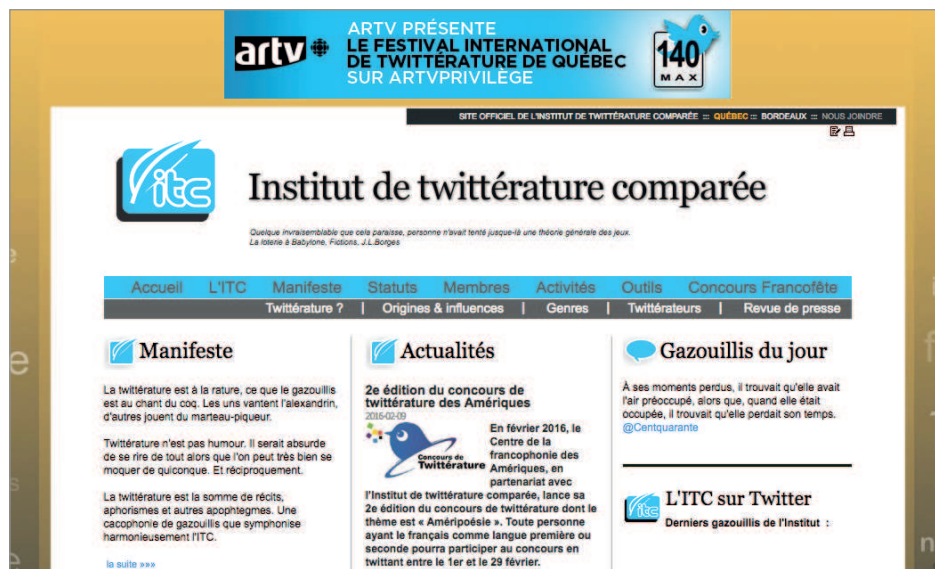 artv
ARTV PRÉSENTE
LE FESTIVAL INTERNATIONAL
DE TWITTÉRATURE DE QUÉBEC
SUR ARTVPRIVILÈGE
140
MAX
SITE OFFICIEL DE L'INSTITUT DE TWITTÉRATURE COMPARÉE ::: QUÉBEC ::: BORDEAUX ::: NOUS JOINDRE
itc
Institut de twittérature comparée
Quelque invraisemblable que cela paraisse, personne n'avait tenté jusque-là une théorie générale des jeux.
La loterie à Babylone, Fictions, J.L.Borges
Accueil L'ITC Manifeste Statuts Membres Activités Outils Concours Francofête
Twittérature ? | Origines & influences | Genres | Twittérateurs | Revue de presse
Manifeste
La twittérature est à la rature, ce que le gazouillis
est au chant du coq. Les uns vantent l'alexandrin,
d'autres jouent du marteau-piqueur.
Twittérature n'est pas humour. Il serait absurde
de se rire de tout alors que l'on peut très bien se
moquer de quiconque. Et réciproquement.
La twittérature est la somme de récits,
aphorismes et autres apophtegmes. Une
cacophonie de gazouillis que symphonise
harmonieusement l'ITC.
la suite »»»
Actualités
2e édition du concours de
twittérature des Amériques
2016-02-09
Concours de
Twittérature
En février 2016, le
Centre de la
francophonie des
Amériques, en
partenariat avec
l'Institut de twittérature comparée, lance sa
2e édition du concours de twittérature dont le
thème est « Améripoésie ». Toute personne
ayant le français comme langue première ou
seconde pourra participer au concours en
twittant entre le 1er et le 29 février.
Gazouillis du jour
À ses moments perdus, il trouvait qu'elle avait
l'air préoccupé, alors que, quand elle était
occupée, il trouvait qu'elle perdait son temps.
@Centquarante
itc
L'ITC sur Twitter
Derniers gazouillis de l'Institut :